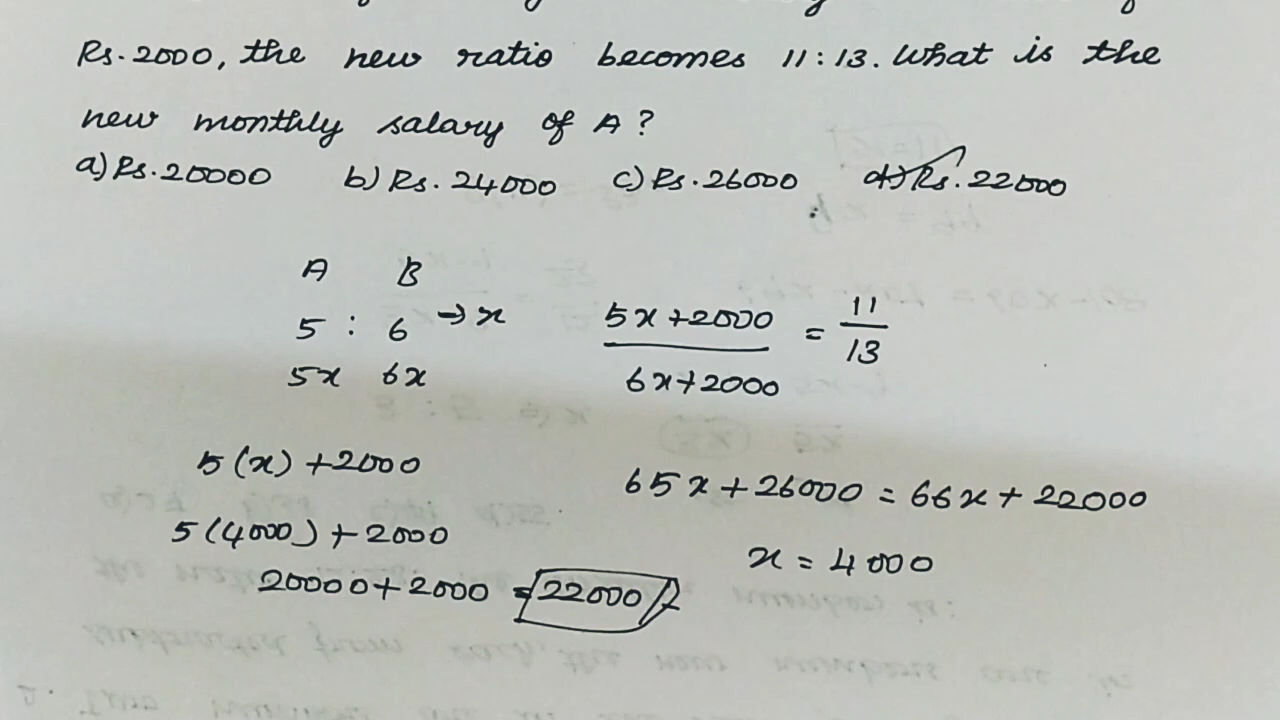 Rs.2000, the new ratio becomes 11:13. What is the
new monthly salary of A?
a) Rs.20000 b) Rs. 24000 c) Rs.26000 d) Rs.22000
A B
5 : 6 → x
5x 6x
5x+2000 / 6x+2000 = 11/13
5(x) +2000
5(4000) + 2000
20000+2000 = 22000/-
65x+26000 = 66x+22000
x = 4000